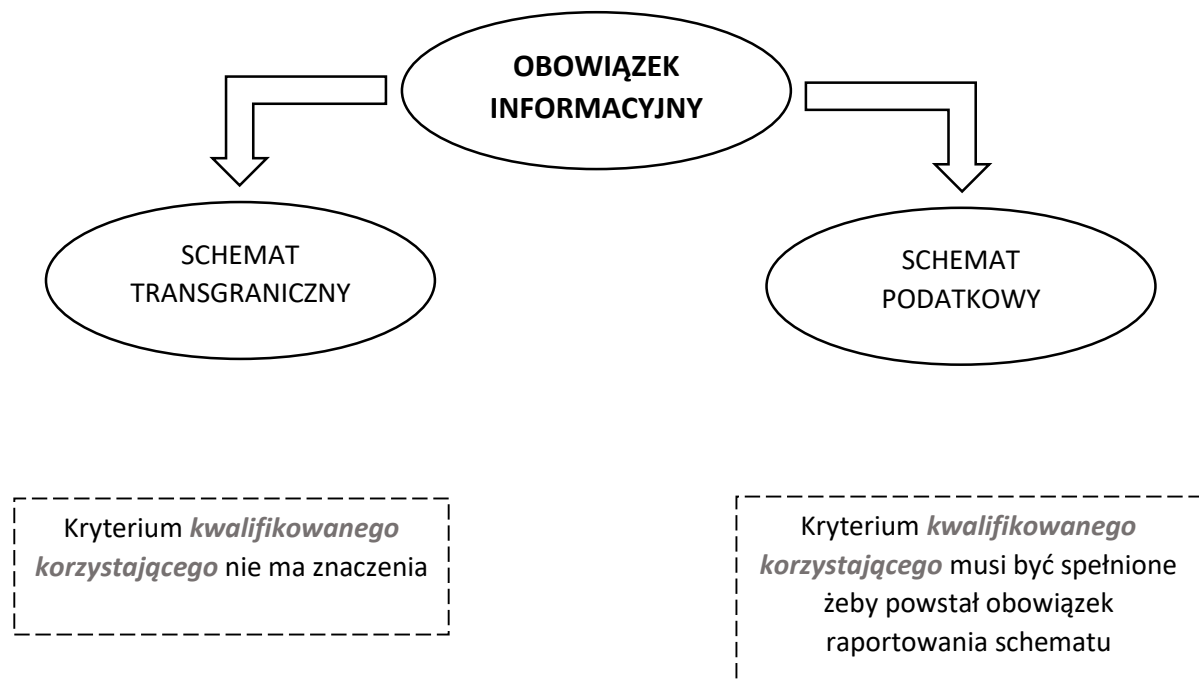 OBOWIĄZEK
INFORMACYJNY
SCHEMAT
TRANSGRANICZNY
SCHEMAT
PODATKOWY
Kryterium kwalifikowanego
korzystającego nie ma znaczenia
Kryterium kwalifikowanego
korzystającego musi być spełnione
żeby powstał obowiązek
raportowania schematu